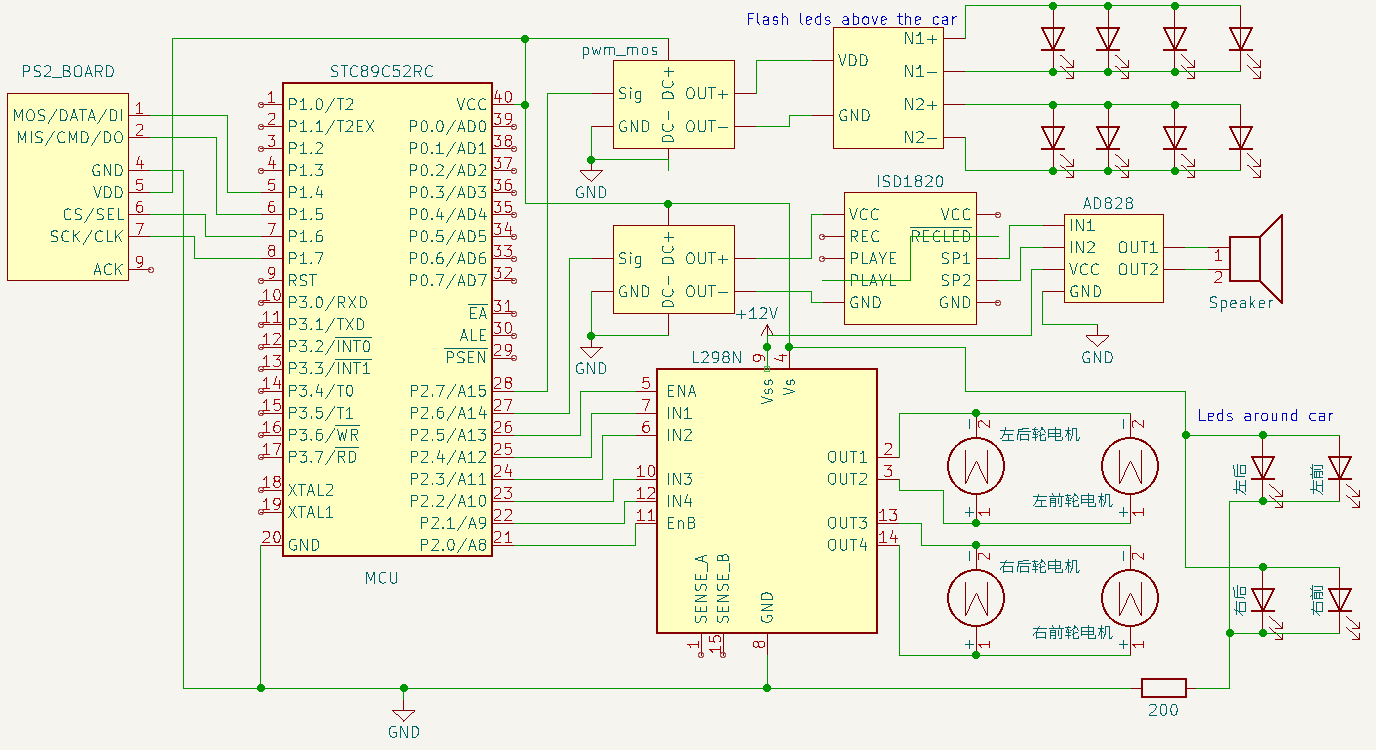 Flash leds above the car
PS2_BOARD
MOS/DATA/DI 1
MIS/CMD/DO 2
GND 4
VDD 5
CS/SEL 6
SCK/CLK 7
ACK 9
STC89C52RC
1 P1.0/T2
2 P1.1/T2EX
3 P1.2
4 P1.3
5 P1.4
6 P1.5
7 P1.6
8 P1.7
9 RST
10 P3.0/RXD
11 P3.1/TXD
12 P3.2/INT0
13 P3.3/INT1
14 P3.4/T0
15 P3.5/T1
16 P3.6/WR
17 P3.7/RD
18 XTAL2
19 XTAL1
20 GND
VCC 40
P0.0/AD0 39
P0.1/AD1 38
P0.2/AD2 37
P0.3/AD3 36
P0.4/AD4 35
P0.5/AD5 34
P0.6/AD6 33
P0.7/AD7 32
EA 31
ALE 30
PSEN 29
P2.7/A15 28
P2.6/A14 27
P2.5/A13 26
P2.4/A12 25
P2.3/A11 24
P2.2/A10 23
P2.1/A9 22
P2.0/A8 21
MCU
pwm_mos
DC+
Sig OUT+
GND OUT-
DC-
GND
VDD
GND
N1+
N1-
N2+
N2-
DC+
Sig OUT+
GND OUT-
DC-
GND
ISD1820
VCC VCC
REC RECLED
PLAYE SP1
PLAYL SP2
GND GND
AD828
IN1
IN2 OUT1
VCC OUT2
GND
GND
1
2
Speaker
+12V
L298N
9 4
Vss Vs
5 ENA
7 IN1
6 IN2
10 IN3
12 IN4
11 EnB
OUT1 2
OUT2 3
OUT3 13
OUT4 14
SENSE_A SENSE_B GND
1 15 8
- 2 - 2
左后轮电机
M M
左前轮电机
+ 1 + 1
- 2 - 2
右后轮电机
M M
右前轮电机
+ 1 + 1
Leds around car
左后 左前
右后 右前
200
GND